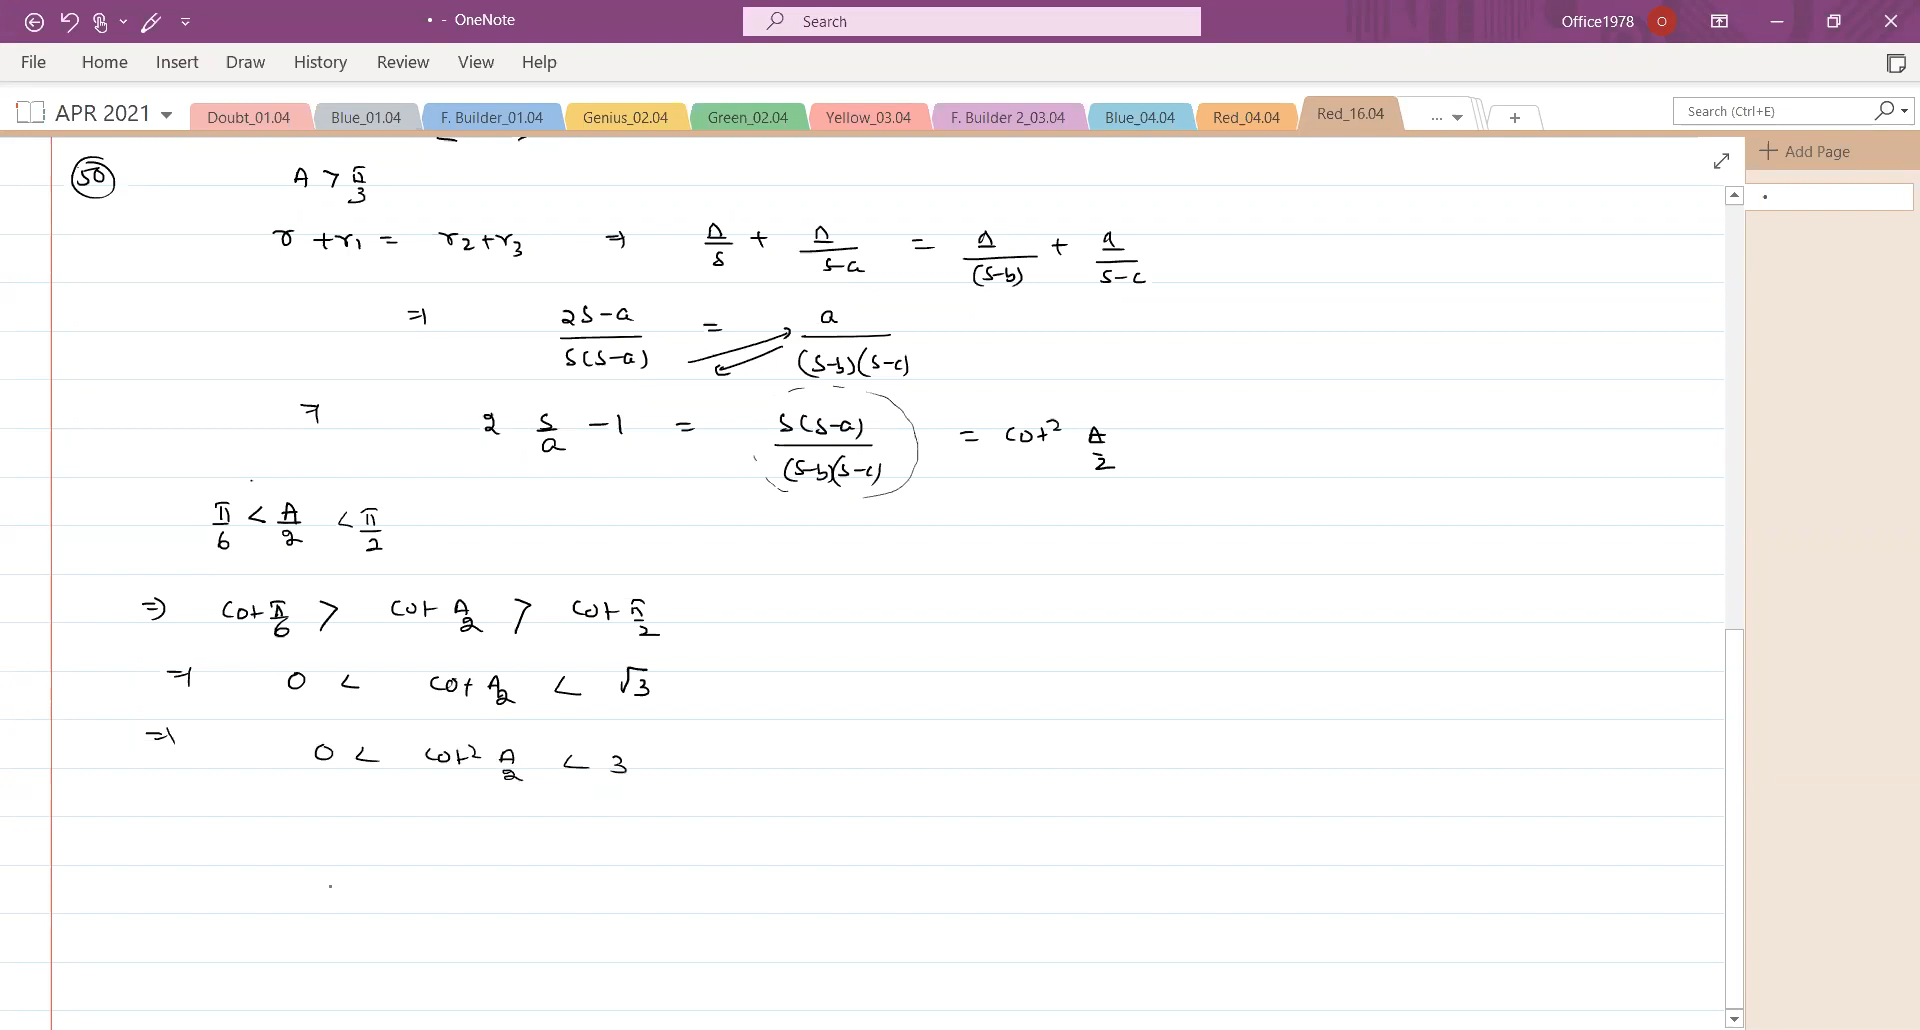 • - OneNote
Search
Office1978 O
File Home Insert Draw History Review View Help
APR 2021 Doubt_01.04 Blue_01.04 F. Builder_01.04 Genius_02.04 Green_02.04 Yellow_03.04 F. Builder 2_03.04 Blue_04.04 Red_04.04 Red_16.04 ... + Search (Ctrl+E)
+ Add Page
50
A > π/3
r + r1 = r2 + r3 ⇒ Δ/s + Δ/s-a = Δ/(s-b) + Δ/s-c
⇒ 2s-a/s(s-a) = a/(s-b)(s-c)
⇒ 2 s/a - 1 = s(s-a)/(s-b)(s-c) = cot² A/2
π/6 < A/2 < π/2
⇒ cot π/6 > cot A/2 > cot π/2
⇒ 0 < cot A/2 < √3
⇒ 0 < cot² A/2 < 3